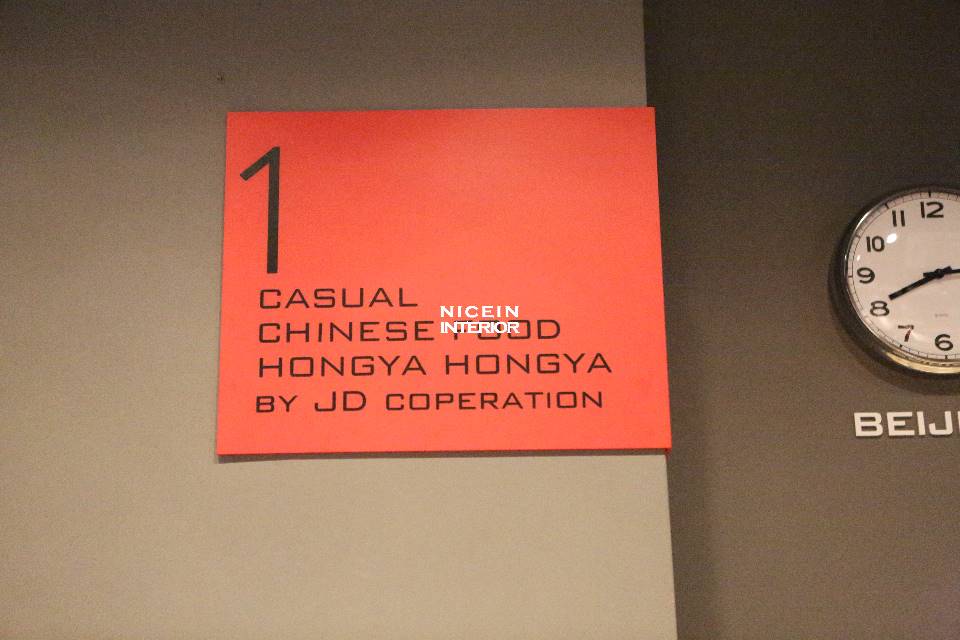 1
CASUAL
CHINESE FOOD
HONGYA HONGYA
BY JD COPERATION
NICEIN
INTERIOR
11 12
10
9
8
7
6
BEIJ